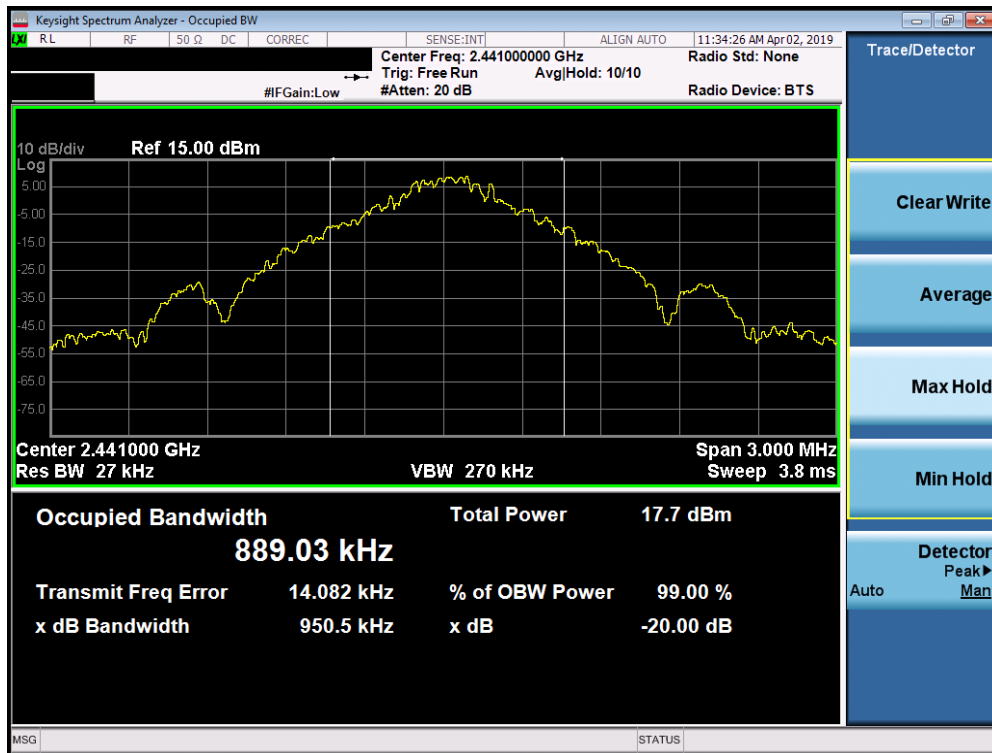 Keysight Spectrum Analyzer - Occupied BW
LXI RL RF 50 Ω DC CORREC SENSE:INT ALIGN AUTO 11:34:26 AM Apr 02, 2019
Center Freq: 2.441000000 GHz Radio Std: None
Trig: Free Run Avg|Hold: 10/10
#IFGain:Low #Atten: 20 dB Radio Device: BTS
10 dB/div Ref 15.00 dBm
Log
5.00
-5.00
-15.0
-25.0
-35.0
-45.0
-55.0
-65.0
-75.0
Center 2.441000 GHz Span 3.000 MHz
Res BW 27 kHz VBW 270 kHz Sweep 3.8 ms
Occupied Bandwidth Total Power 17.7 dBm
889.03 kHz
Transmit Freq Error 14.082 kHz % of OBW Power 99.00 %
x dB Bandwidth 950.5 kHz x dB -20.00 dB
MSG STATUS
Trace/Detector
Clear Write
Average
Max Hold
Min Hold
Detector
Peak▶
Auto Man